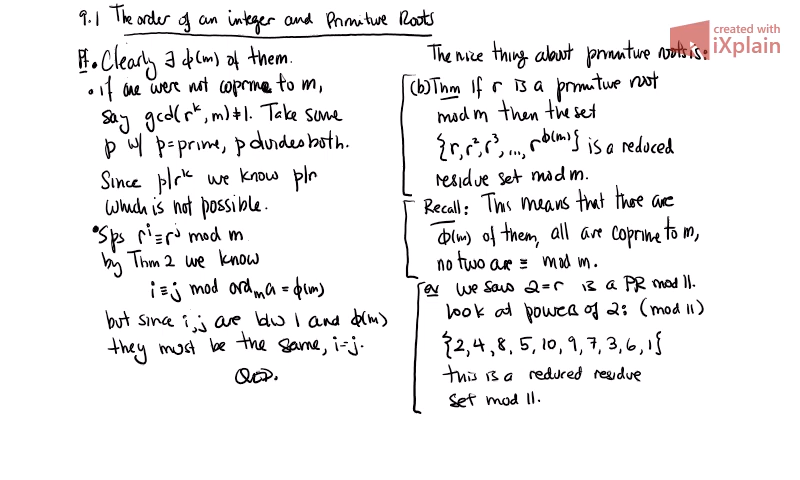 9.1 The order of an integer and Primitive Roots
created with
iXplain
Pf. • Clearly ∃ ϕ(m) of them.
• if one were not coprime to m,
say gcd(r^k, m) ≠ 1. Take some
p w/ p = prime, p divides both.
Since p|r^k we know p|r
which is not possible.
• Sps r^i ≡ r^j mod m
by Thm 2 we know
i ≡ j mod ord_m a = ϕ(m)
but since i, j are btw 1 and ϕ(m)
they must be the same, i=j.
QED.
The nice thing about primitive roots is:
(b) Thm If r is a primitive root
mod m then the set
{r, r², r³, ..., r^ϕ(m)} is a reduced
residue set mod m.
Recall: This means that there are
ϕ(m) of them, all are coprime to m,
no two are ≡ mod m.
ex we saw 2=r is a PR mod 11.
Look at powers of 2: (mod 11)
{2, 4, 8, 5, 10, 9, 7, 3, 6, 1}
this is a reduced residue
set mod 11.